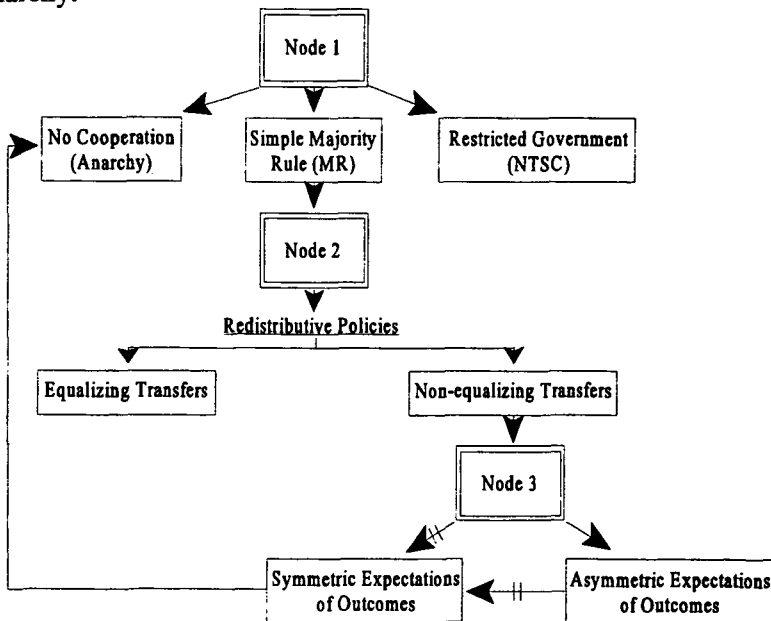 Node 1
No Cooperation
(Anarchy)
Simple Majority
Rule (MR)
Restricted Government
(NTSC)
Node 2
Redistributive Policies
Equalizing Transfers
Non-equalizing Transfers
Node 3
Symmetric Expectations
of Outcomes
Asymmetric Expectations
of Outcomes